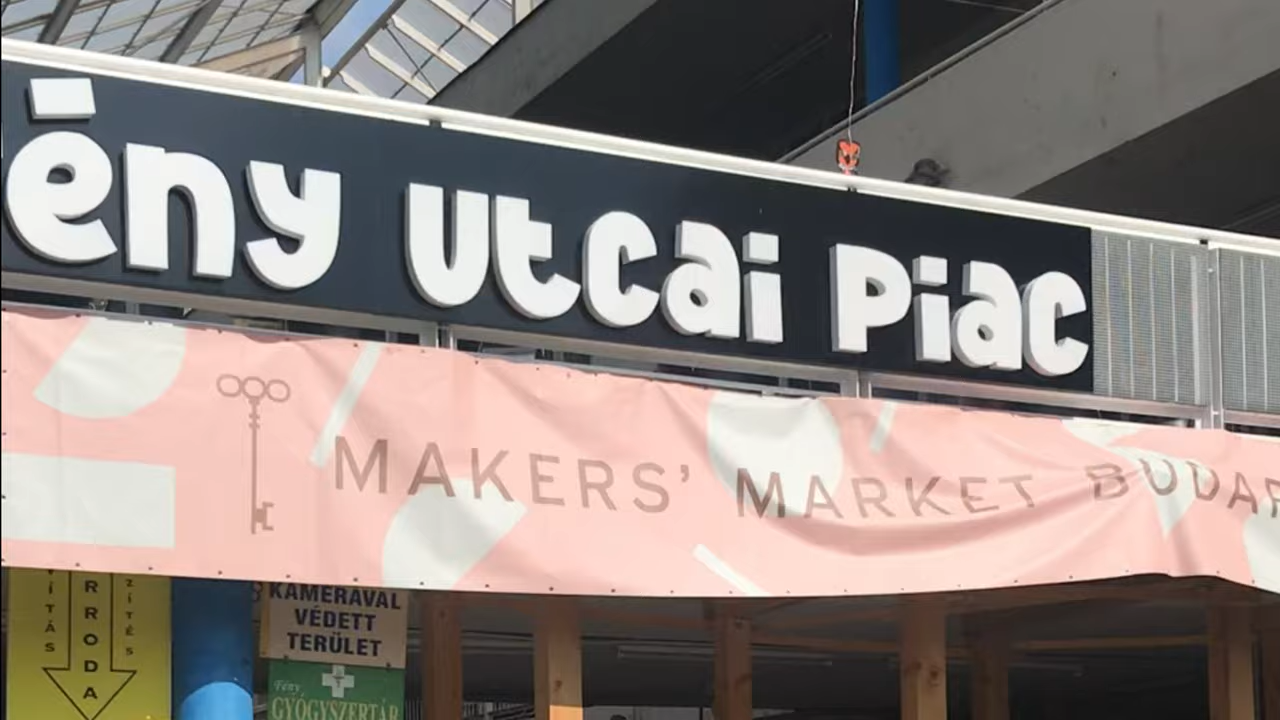 ény utcai Piac
MAKERS' MARKET BUDAP
RRODA
KAMERÁVAL
VÉDETT
TERÜLET
Fény
GYÓGYSZERTÁR